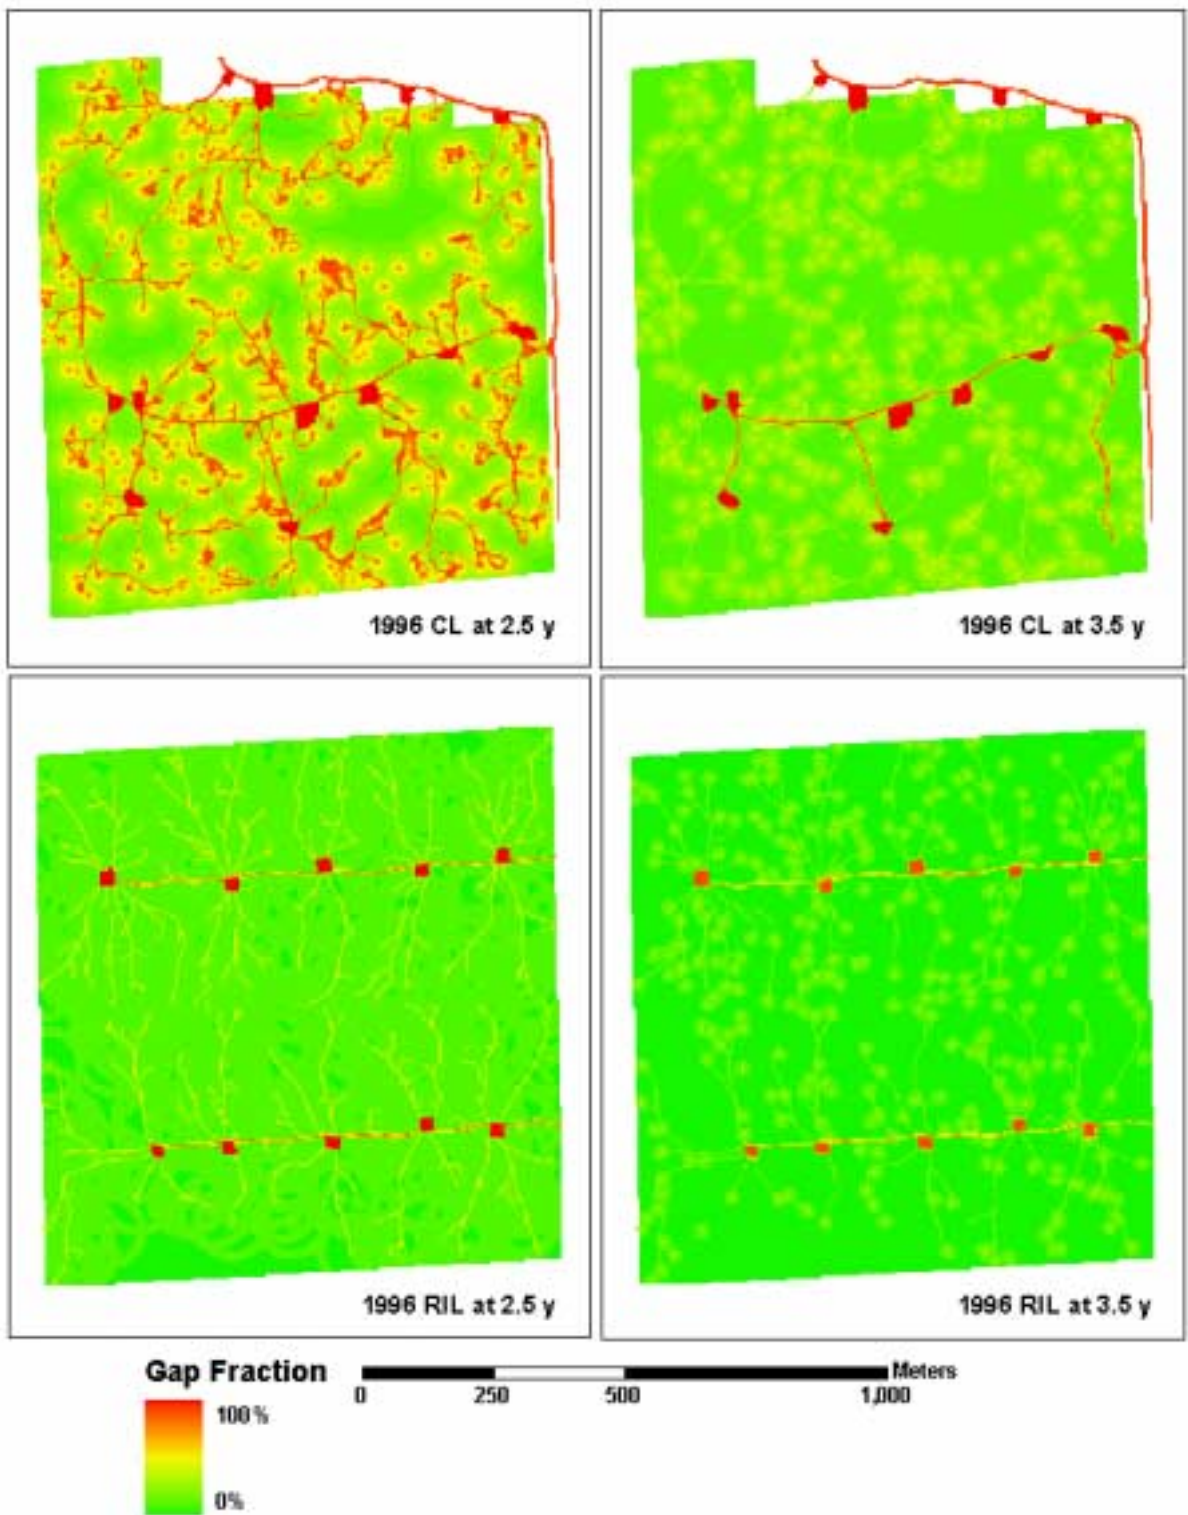 1996 CL at 2.5 y
1996 CL at 3.5 y
1996 RIL at 2.5 y
1996 RIL at 3.5 y
Gap Fraction
Meters
0 250 500 1,000
100%
0%